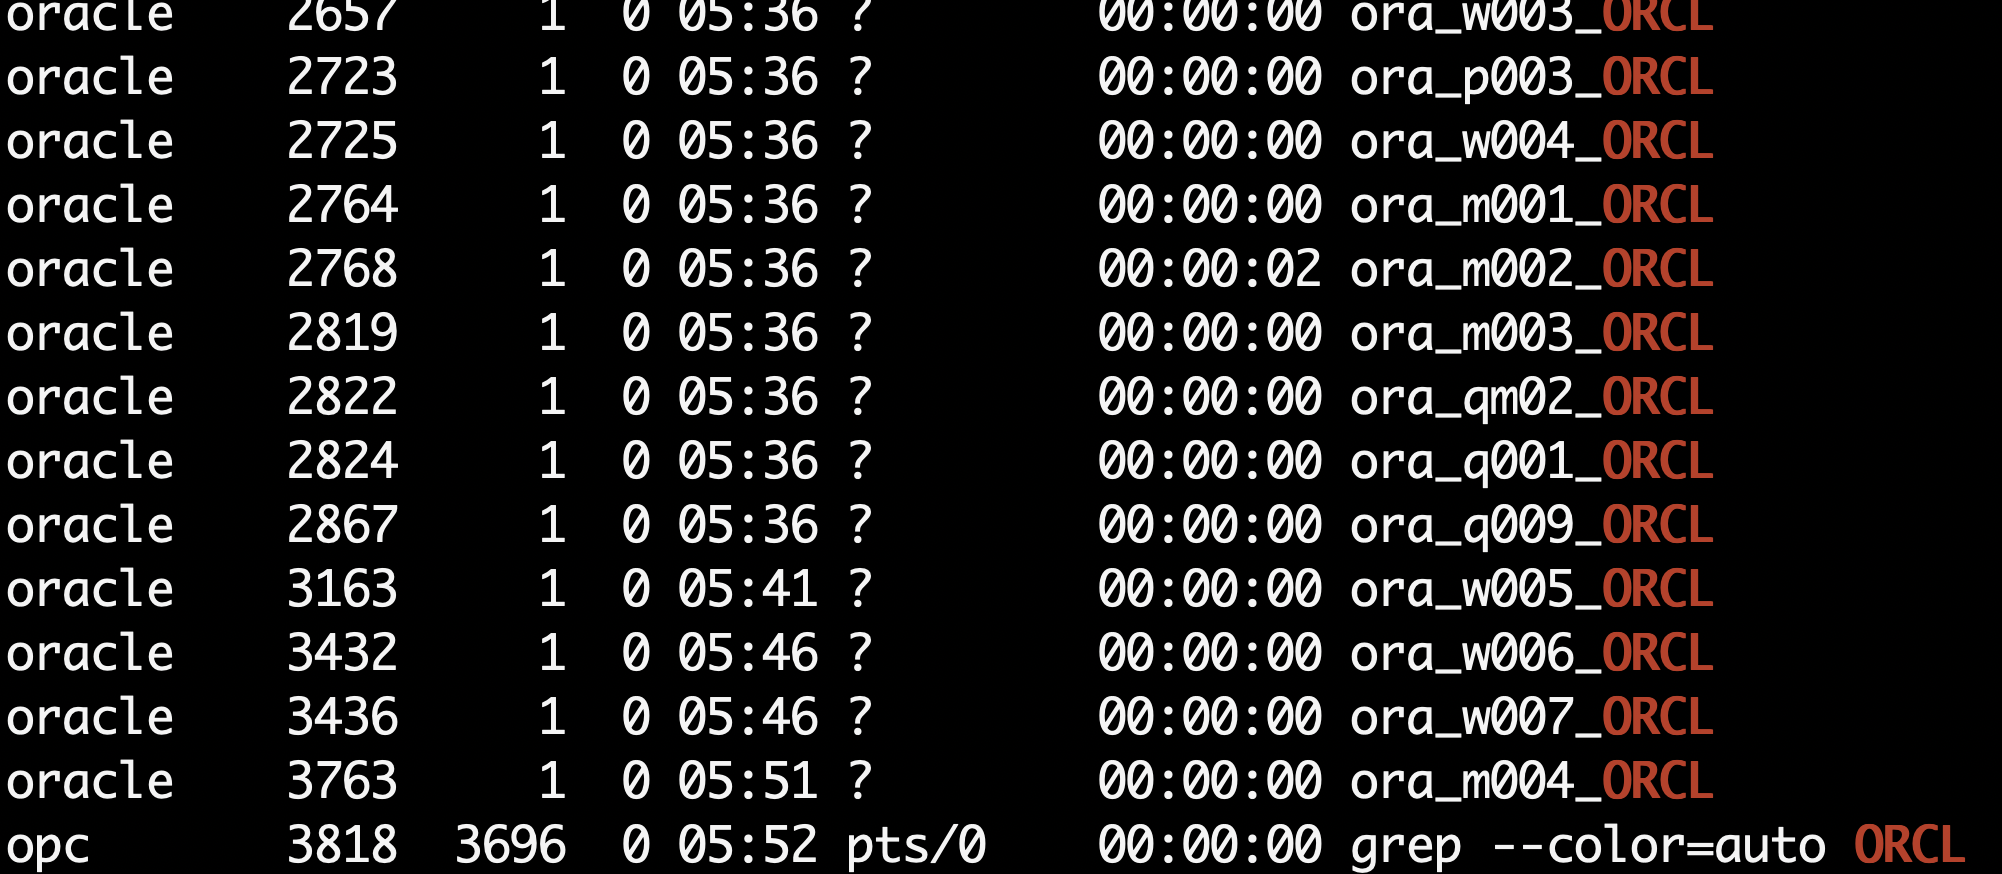 oracle 2657 1 0 05:36 ? 00:00:00 ora_w003_ORCL
oracle 2723 1 0 05:36 ? 00:00:00 ora_p003_ORCL
oracle 2725 1 0 05:36 ? 00:00:00 ora_w004_ORCL
oracle 2764 1 0 05:36 ? 00:00:00 ora_m001_ORCL
oracle 2768 1 0 05:36 ? 00:00:02 ora_m002_ORCL
oracle 2819 1 0 05:36 ? 00:00:00 ora_m003_ORCL
oracle 2822 1 0 05:36 ? 00:00:00 ora_qm02_ORCL
oracle 2824 1 0 05:36 ? 00:00:00 ora_q001_ORCL
oracle 2867 1 0 05:36 ? 00:00:00 ora_q009_ORCL
oracle 3163 1 0 05:41 ? 00:00:00 ora_w005_ORCL
oracle 3432 1 0 05:46 ? 00:00:00 ora_w006_ORCL
oracle 3436 1 0 05:46 ? 00:00:00 ora_w007_ORCL
oracle 3763 1 0 05:51 ? 00:00:00 ora_m004_ORCL
opc 3818 3696 0 05:52 pts/0 00:00:00 grep --color=auto ORCL